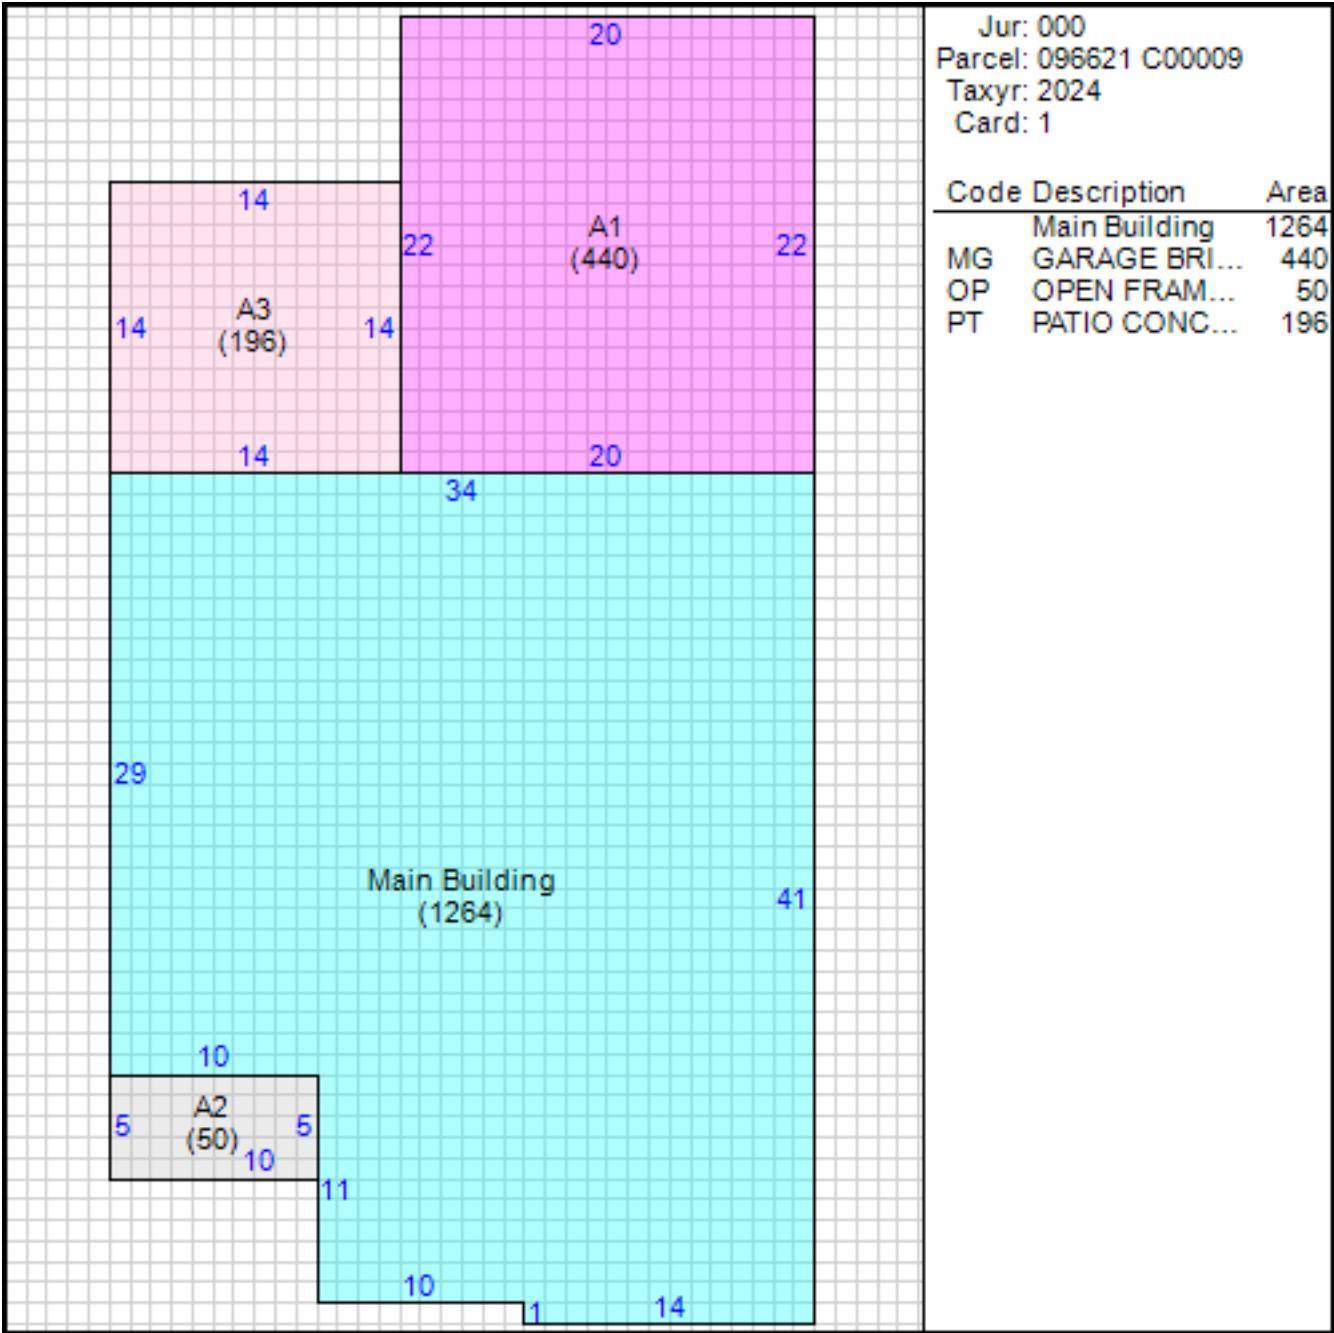 20
14
22
A1
(440)
22
14
A3
(196)
14
14
20
34
29
Main Building
(1264)
41
10
5
A2
(50)
5
10
11
10
1
14
Jur: 000
Parcel: 096621 C00009
Taxyr: 2024
Card: 1
Code Description Area
Main Building 1264
MG GARAGE BRI... 440
OP OPEN FRAM... 50
PT PATIO CONC... 196